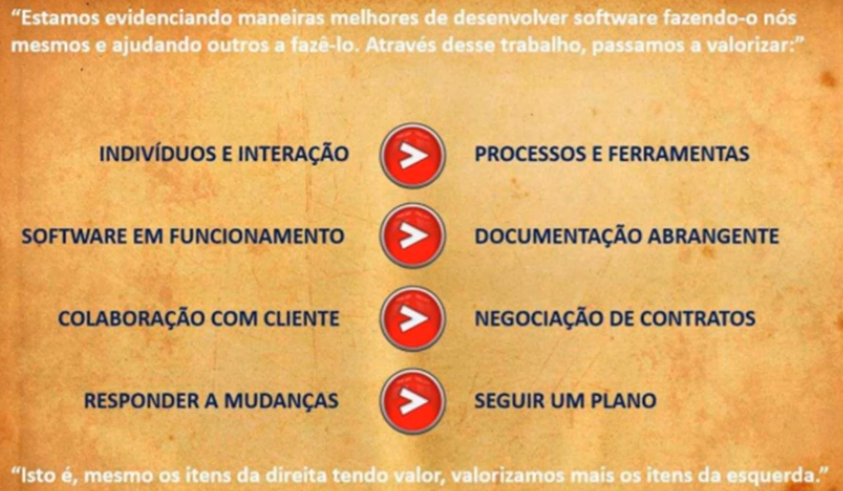 “Estamos evidenciando maneiras melhores de desenvolver software fazendo-o nós
mesmos e ajudando outros a fazê-lo. Através desse trabalho, passamos a valorizar:”
INDIVÍDUOS E INTERAÇÃO > PROCESSOS E FERRAMENTAS
SOFTWARE EM FUNCIONAMENTO > DOCUMENTAÇÃO ABRANGENTE
COLABORAÇÃO COM CLIENTE > NEGOCIAÇÃO DE CONTRATOS
RESPONDER A MUDANÇAS > SEGUIR UM PLANO
“Isto é, mesmo os itens da direita tendo valor, valorizamos mais os itens da esquerda.”